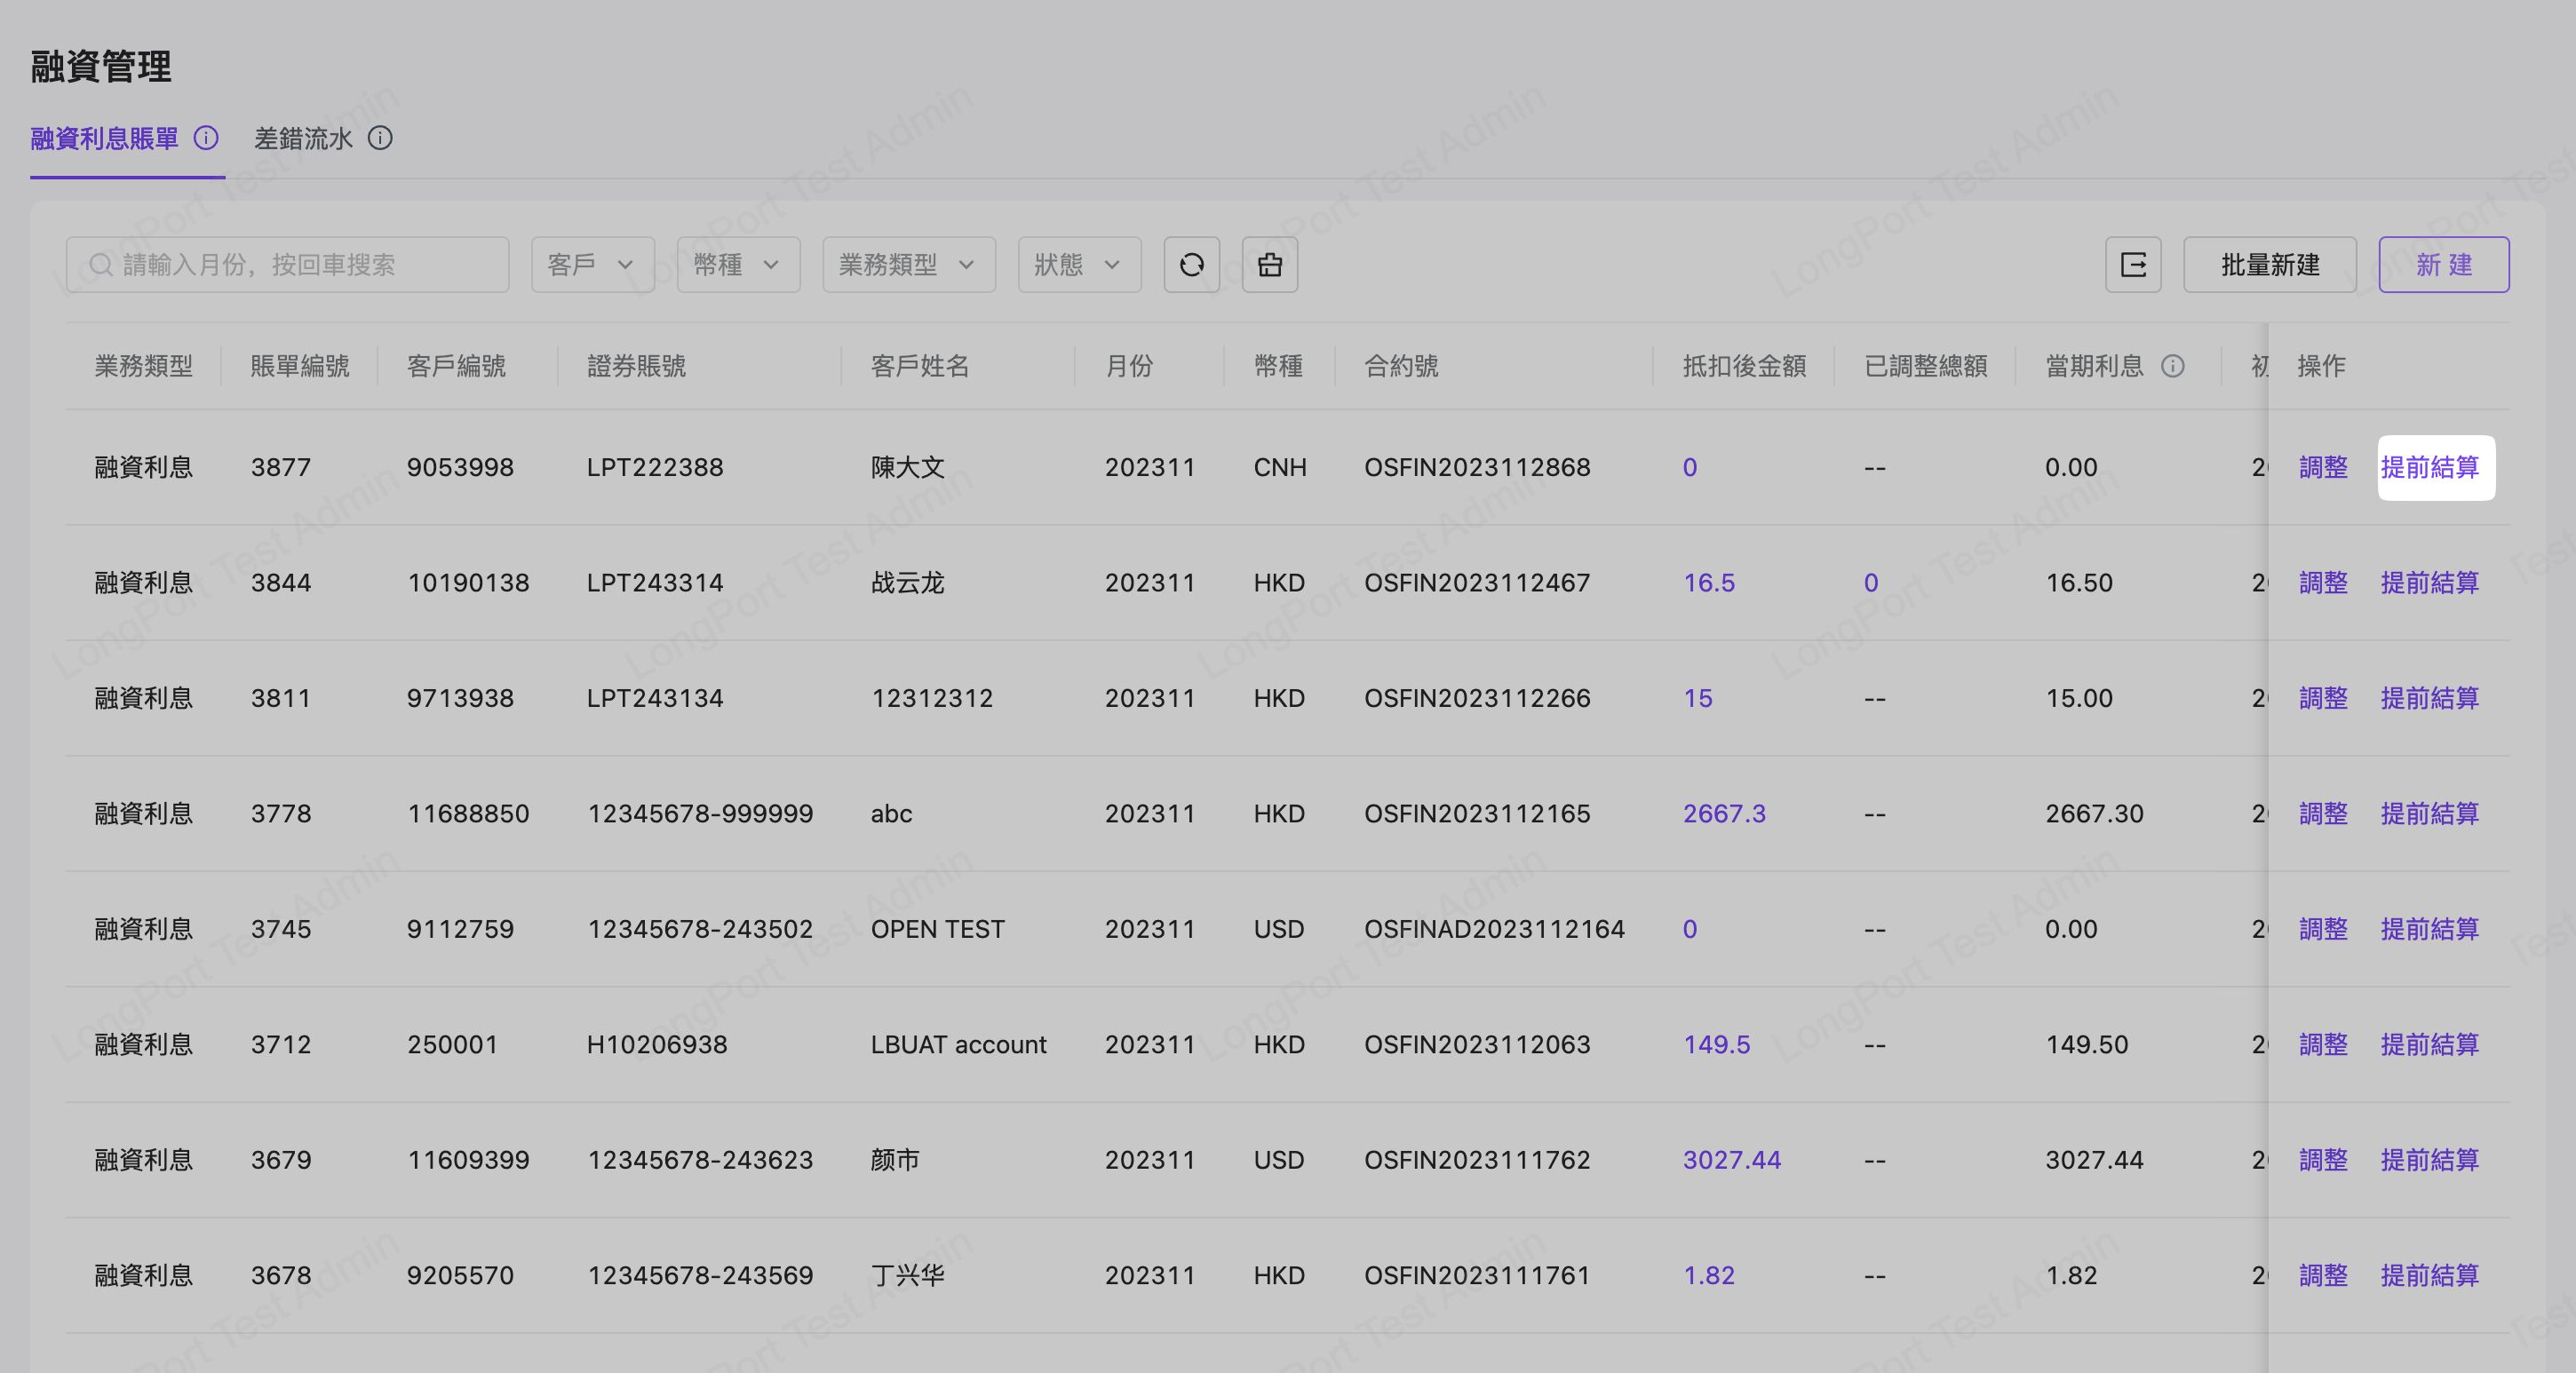 融資管理
融資利息賬單 差錯流水
請輸入月份，按回車搜索 客戶 幣種 業務類型 狀態 批量新建 新 建
業務類型 賬單編號 客戶編號 證券賬號 客戶姓名 月份 幣種 合約號 抵扣後金額 已調整總額 當期利息 初 操作
融資利息 3877 9053998 LPT222388 陳大文 202311 CNH OSFIN2023112868 0 -- 0.00 2 調整 提前結算
融資利息 3844 10190138 LPT243314 战云龙 202311 HKD OSFIN2023112467 16.5 0 16.50 2 調整 提前結算
融資利息 3811 9713938 LPT243134 12312312 202311 HKD OSFIN2023112266 15 -- 15.00 2 調整 提前結算
融資利息 3778 11688850 12345678-999999 abc 202311 HKD OSFIN2023112165 2667.3 -- 2667.30 2 調整 提前結算
融資利息 3745 9112759 12345678-243502 OPEN TEST 202311 USD OSFINAD2023112164 0 -- 0.00 2 調整 提前結算
融資利息 3712 250001 H10206938 LBUAT account 202311 HKD OSFIN2023112063 149.5 -- 149.50 2 調整 提前結算
融資利息 3679 11609399 12345678-243623 颜市 202311 USD OSFIN2023111762 3027.44 -- 3027.44 2 調整 提前結算
融資利息 3678 9205570 12345678-243569 丁兴华 202311 HKD OSFIN2023111761 1.82 -- 1.82 2 調整 提前結算
LongPort Test Admin